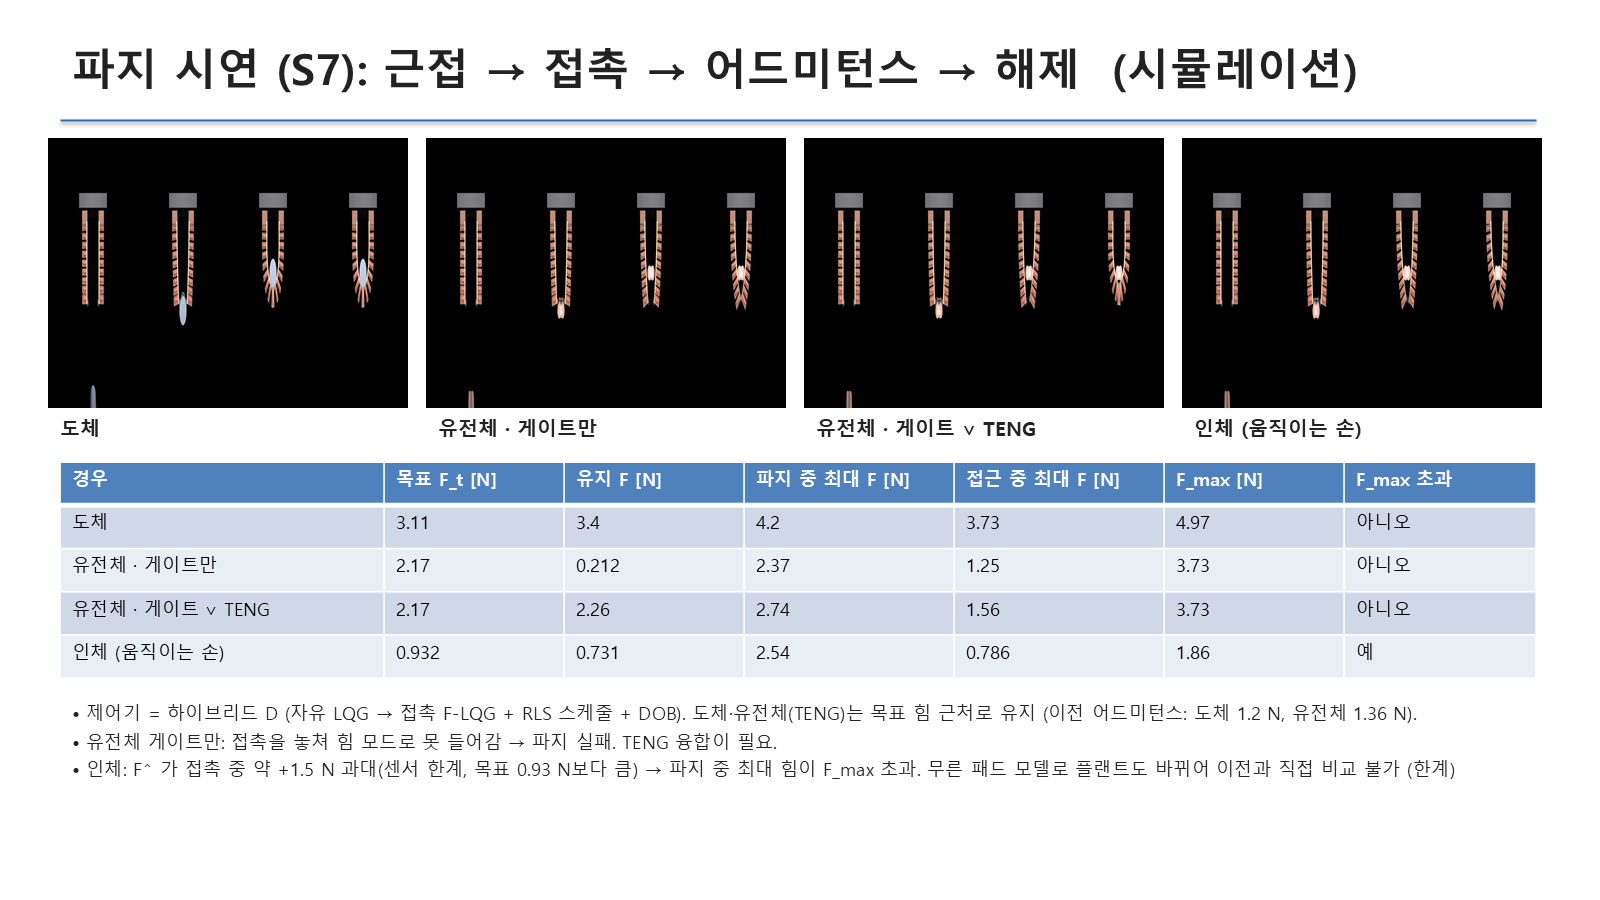 파지 시연 (S7): 근접 → 접촉 → 어드미턴스 → 해제 (시뮬레이션)
도체
유전체 · 게이트만
유전체 · 게이트 ∨ TENG
인체 (움직이는 손)
경우 목표 F_t [N] 유지 F [N] 파지 중 최대 F [N] 접근 중 최대 F [N] F_max [N] F_max 초과
도체 3.11 3.4 4.2 3.73 4.97 아니오
유전체 · 게이트만 2.17 0.212 2.37 1.25 3.73 아니오
유전체 · 게이트 ∨ TENG 2.17 2.26 2.74 1.56 3.73 아니오
인체 (움직이는 손) 0.932 0.731 2.54 0.786 1.86 예
• 제어기 = 하이브리드 D (자유 LQG → 접촉 F-LQG + RLS 스케줄 + DOB). 도체·유전체(TENG)는 목표 힘 근처로 유지 (이전 어드미턴스: 도체 1.2 N, 유전체 1.36 N).
• 유전체 게이트만: 접촉을 놓쳐 힘 모드로 못 들어감 → 파지 실패. TENG 융합이 필요.
• 인체: F^ 가 접촉 중 약 +1.5 N 과대(센서 한계, 목표 0.93 N보다 큼) → 파지 중 최대 힘이 F_max 초과. 무른 패드 모델로 플랜트도 바뀌어 이전과 직접 비교 불가 (한계)